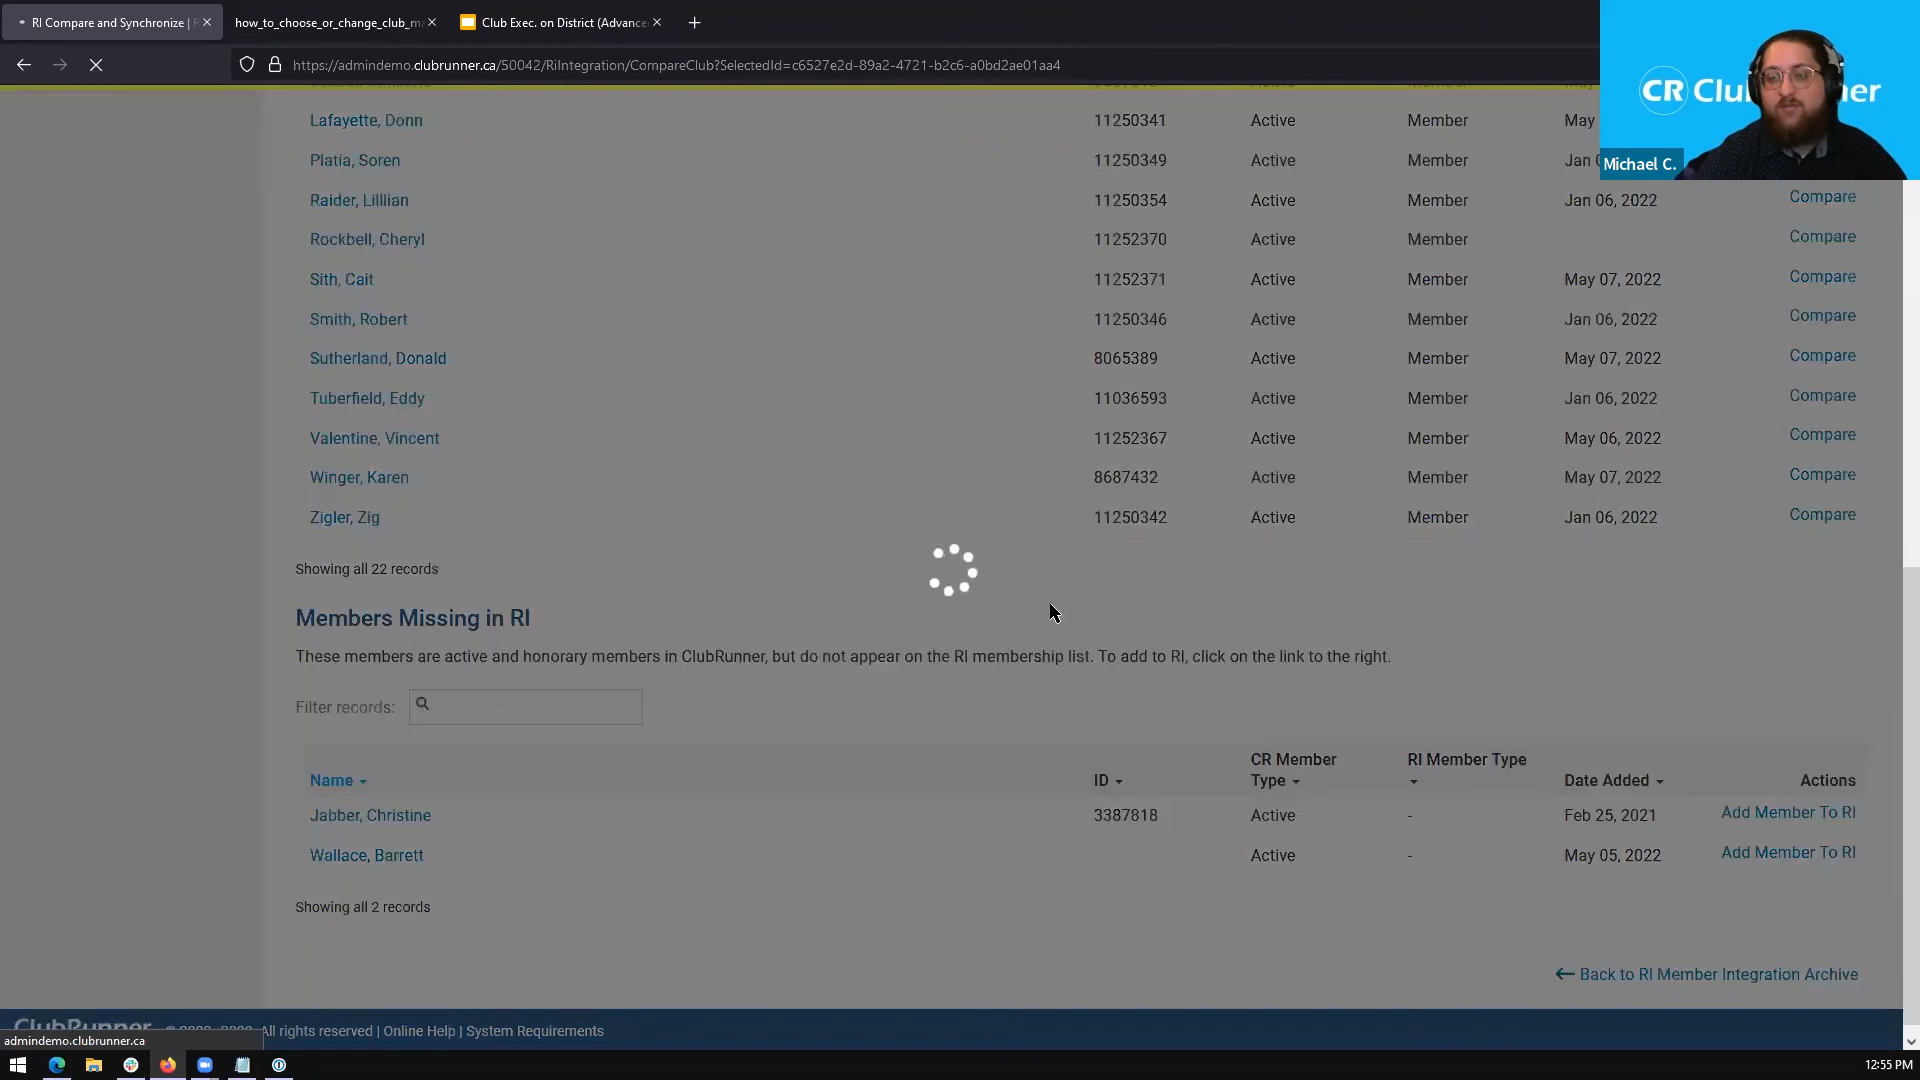 RI Compare and Synchronize |
how_to_choose_or_change_club_m
Club Exec. on District (Advance
https://admindemo.clubrunner.ca/50042/RiIntegration/CompareClub?SelectedId=c6527e2d-89a2-4721-b2c6-a0bd2ae01aa4
CR Clu er
Michael C.
Lafayette, Donn 11250341 Active Member May
Platia, Soren 11250349 Active Member Jan
Raider, Lilllian 11250354 Active Member Jan 06, 2022 Compare
Rockbell, Cheryl 11252370 Active Member Compare
Sith, Cait 11252371 Active Member May 07, 2022 Compare
Smith, Robert 11250346 Active Member Jan 06, 2022 Compare
Sutherland, Donald 8065389 Active Member May 07, 2022 Compare
Tuberfield, Eddy 11036593 Active Member Jan 06, 2022 Compare
Valentine, Vincent 11252367 Active Member May 06, 2022 Compare
Winger, Karen 8687432 Active Member May 07, 2022 Compare
Zigler, Zig 11250342 Active Member Jan 06, 2022 Compare
Showing all 22 records
Members Missing in RI
These members are active and honorary members in ClubRunner, but do not appear on the RI membership list. To add to RI, click on the link to the right.
Filter records:
Name ID CR Member Type RI Member Type Date Added Actions
Jabber, Christine 3387818 Active - Feb 25, 2021 Add Member To RI
Wallace, Barrett Active - May 05, 2022 Add Member To RI
Showing all 2 records
Back to RI Member Integration Archive
ClubRunner All rights reserved | Online Help | System Requirements
admindemo.clubrunner.ca
12:55 PM